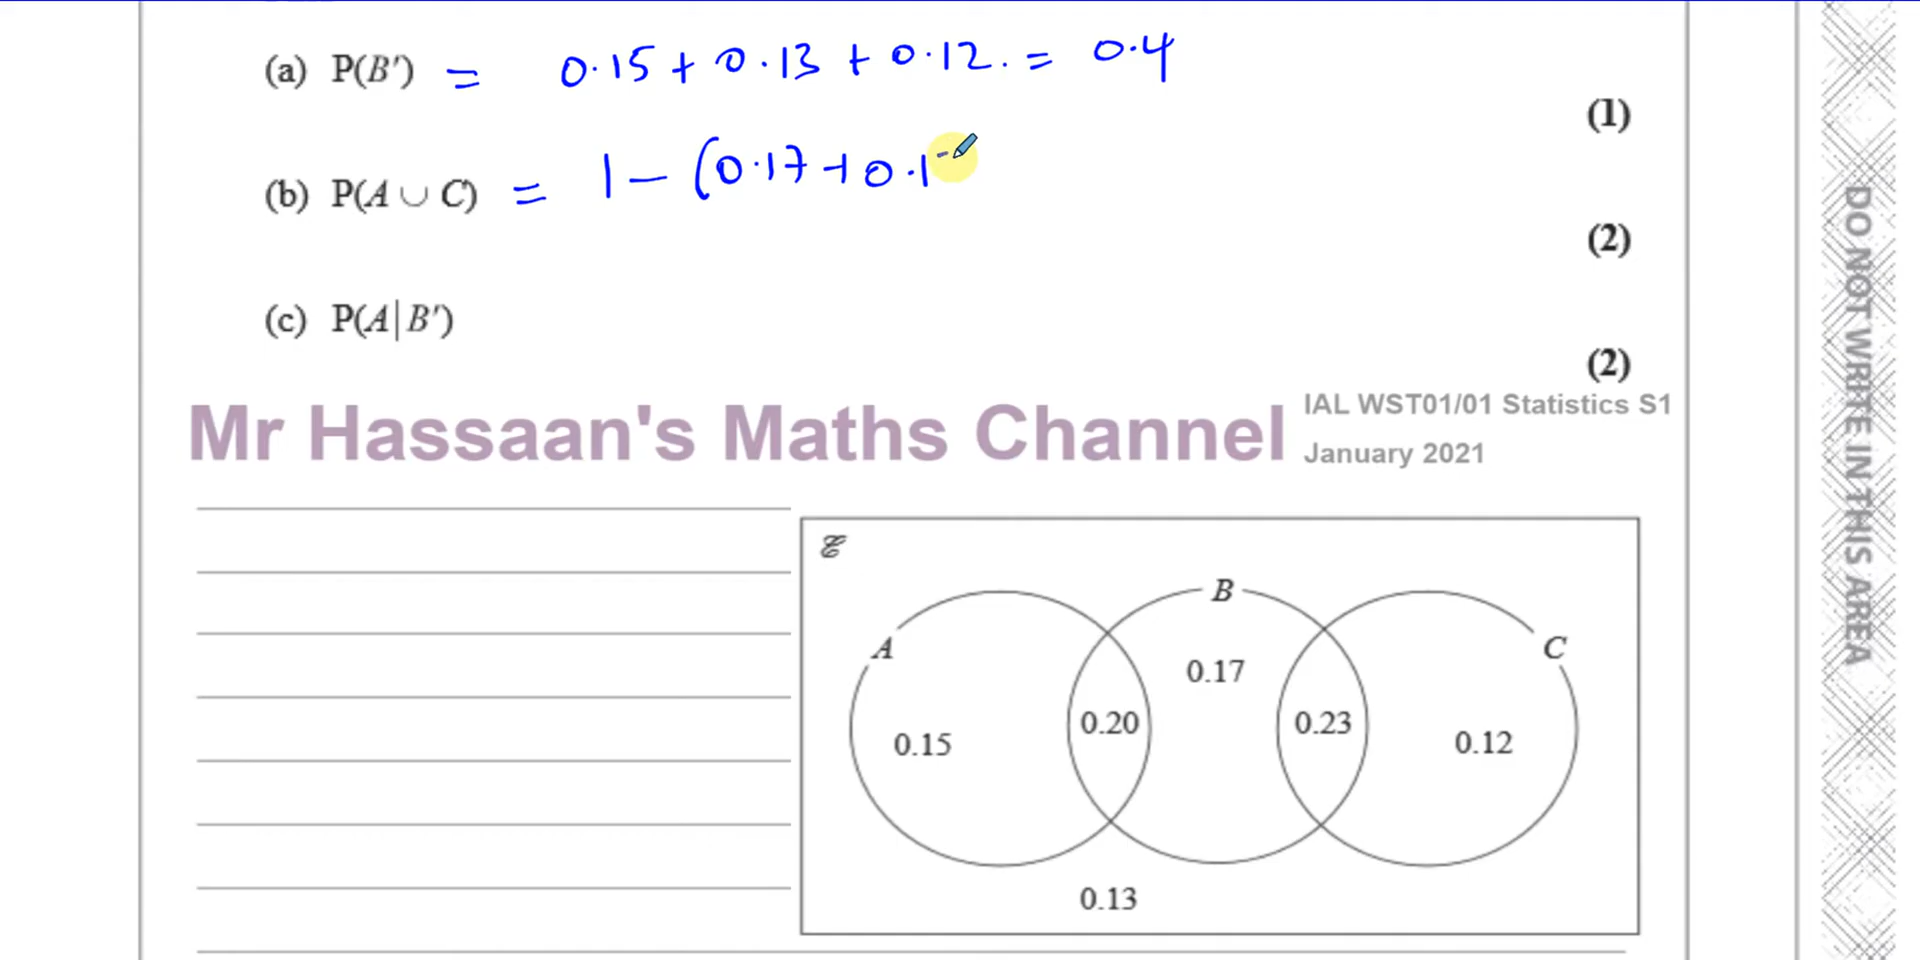 (a) P(B′) = 0.15 + 0.13 + 0.12. = 0.4
(1)
(b) P(A ∪ C) = 1 − (0.17 + 0.1
(2)
(c) P(A|B′)
(2)
Mr Hassaan's Maths Channel
IAL WST01/01 Statistics S1
January 2021
ℰ
B
A
C
0.17
0.20
0.23
0.15
0.12
0.13
DO NOT WRITE IN THIS AREA